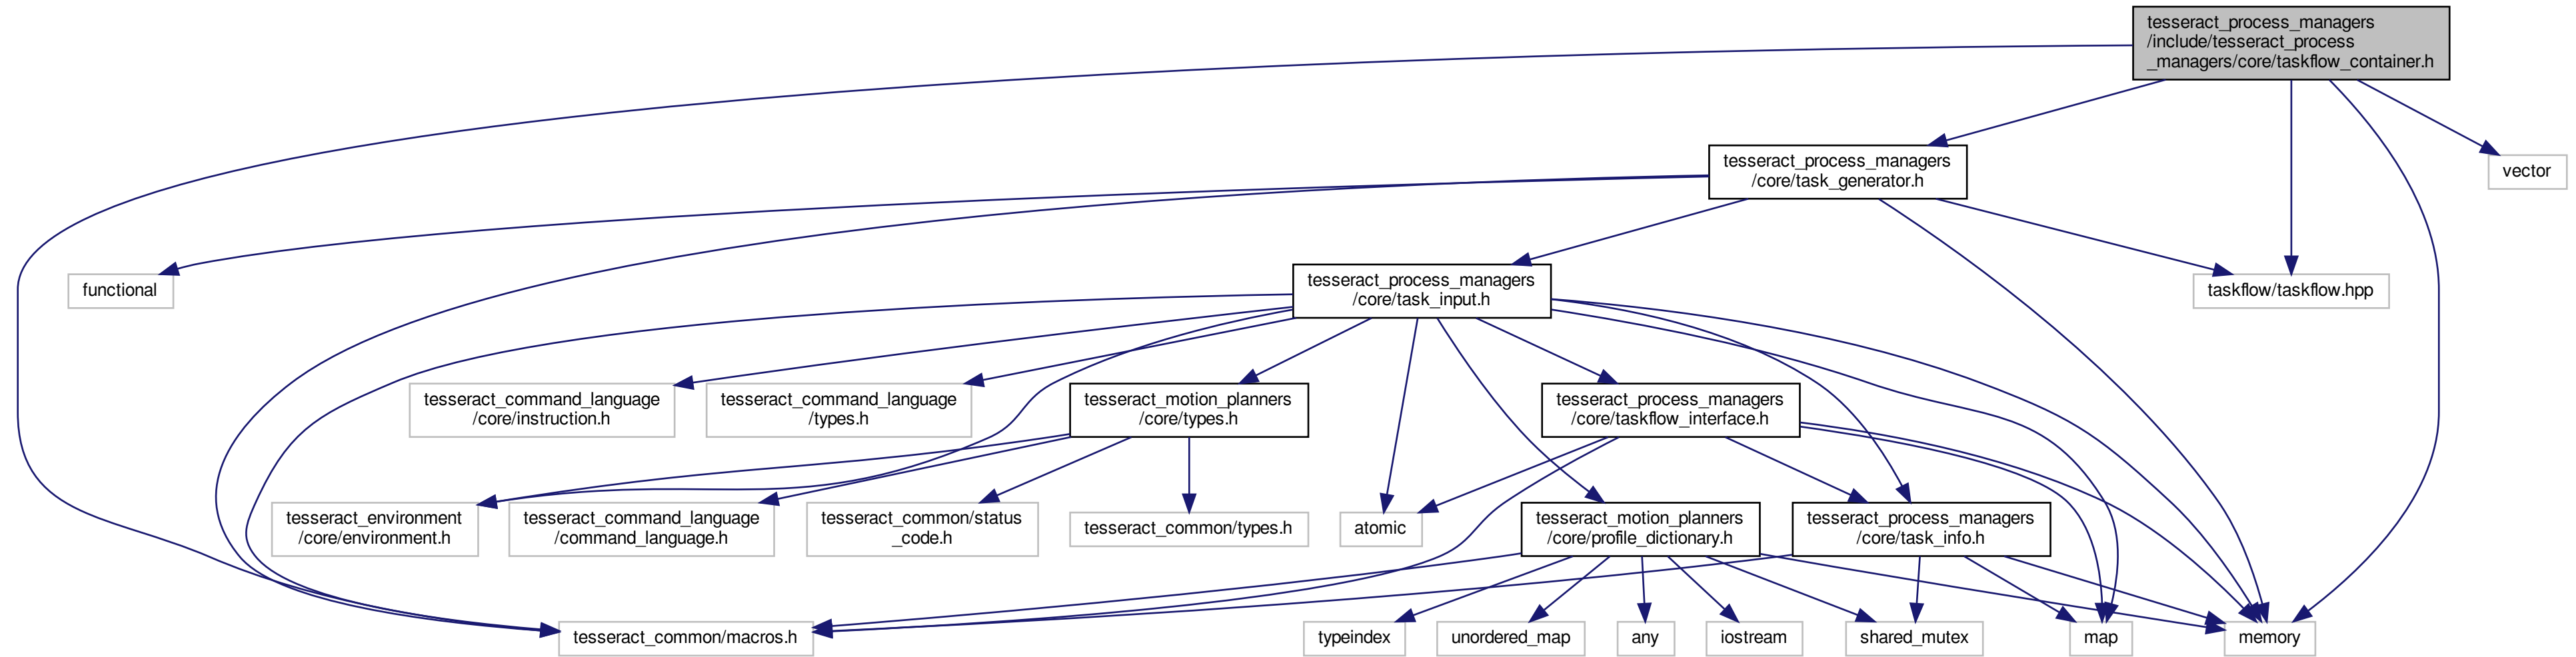 tesseract_process_managers
/include/tesseract_process
_managers/core/taskflow_container.h
tesseract_process_managers
/core/task_generator.h
vector
functional
tesseract_process_managers
/core/task_input.h
taskflow/taskflow.hpp
tesseract_command_language
/core/instruction.h
tesseract_command_language
/types.h
tesseract_motion_planners
/core/types.h
tesseract_process_managers
/core/taskflow_interface.h
tesseract_environment
/core/environment.h
tesseract_command_language
/command_language.h
tesseract_common/status
_code.h
tesseract_common/types.h
atomic
tesseract_motion_planners
/core/profile_dictionary.h
tesseract_process_managers
/core/task_info.h
tesseract_common/macros.h
typeindex
unordered_map
any
iostream
shared_mutex
map
memory